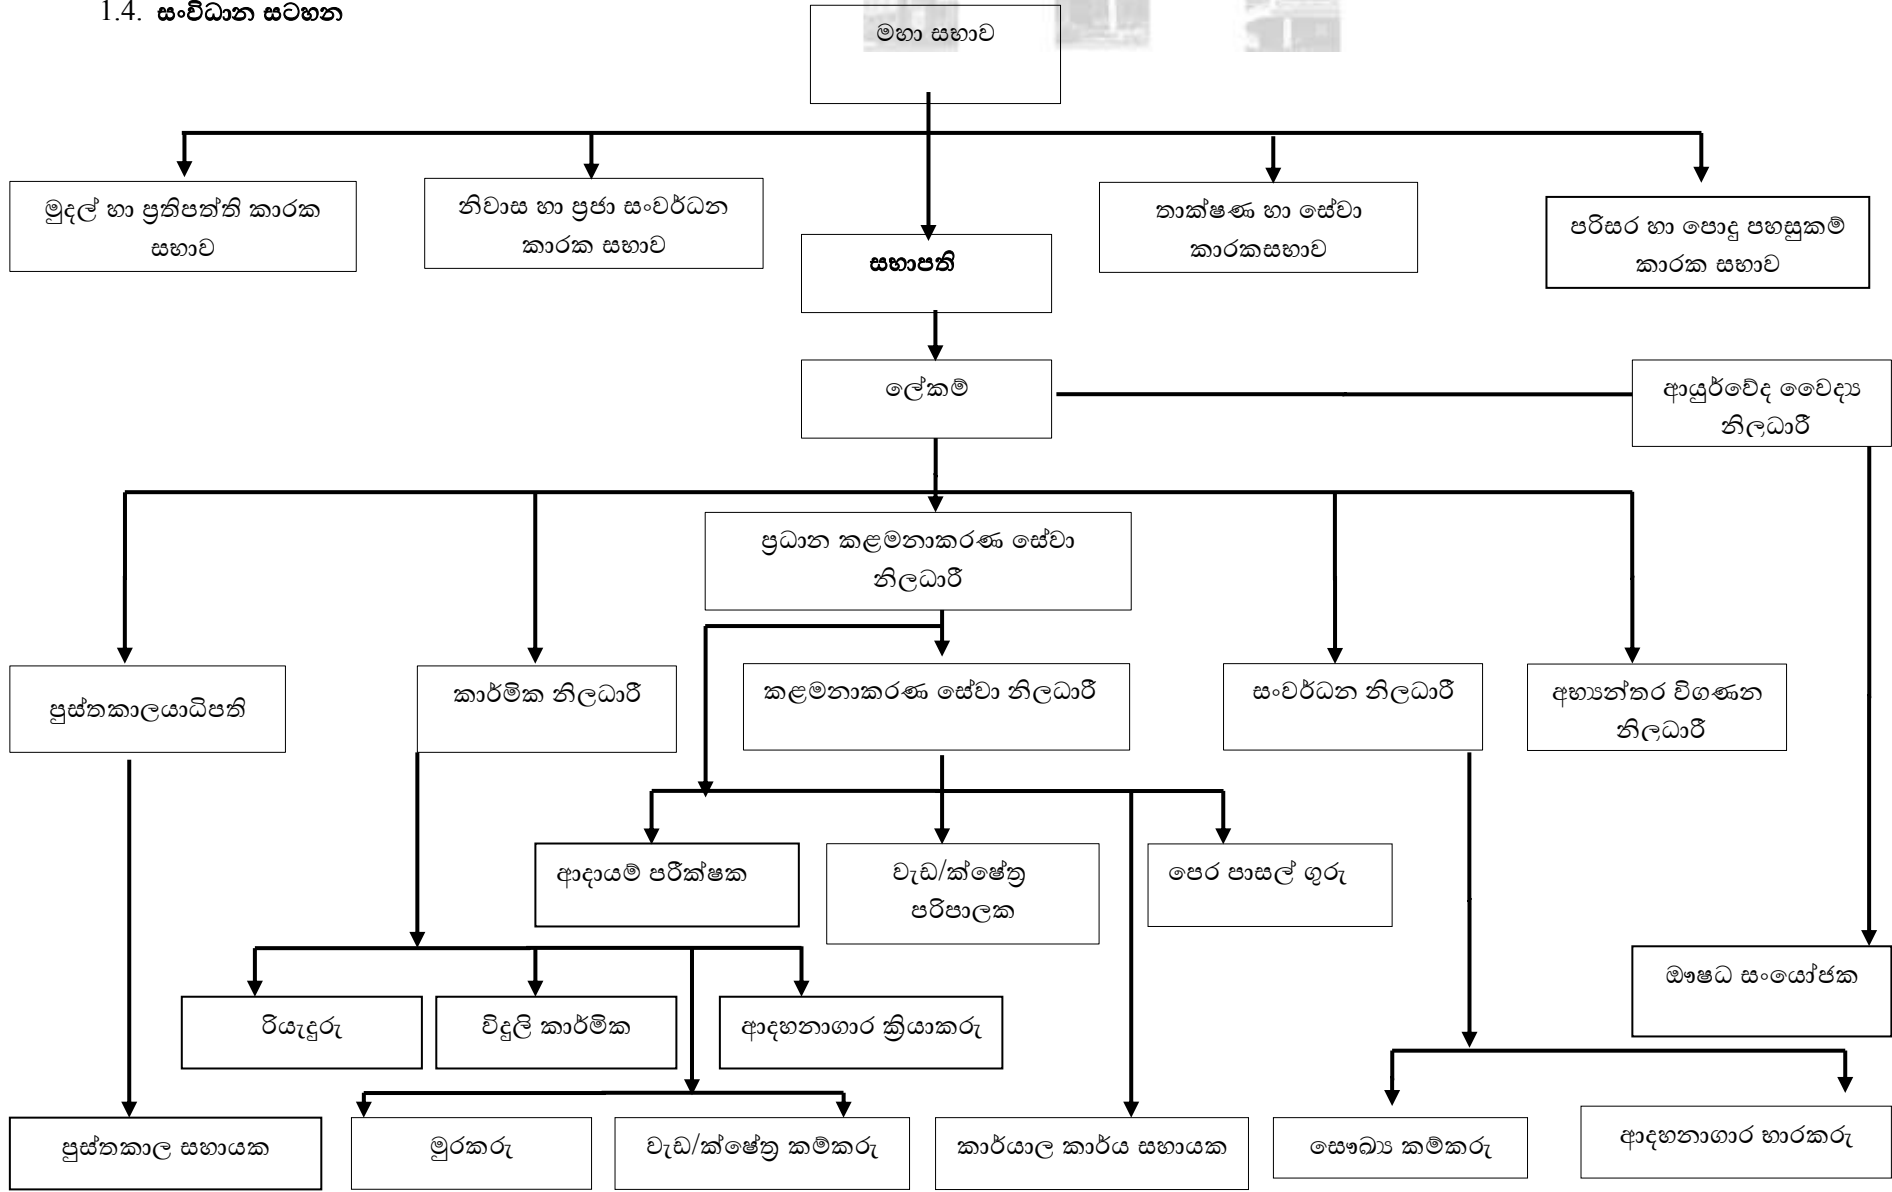 1.4. සංවිධාන සටහන
මහා සභාව
මුදල් හා ප්‍රතිපත්ති කාරක
සභාව
නිවාස හා ප්‍රජා සංවර්ධන
කාරක සභාව
සභාපති
තාක්ෂණ හා සේවා
කාරකසභාව
පරිසර හා පොදු පහසුකම්
කාරක සභාව
ලේකම්
ආයුර්වේද වෛද්‍ය
නිලධාරී
ප්‍රධාන කළමනාකරණ සේවා
නිලධාරී
පුස්තකාලයාධිපති
කාර්මික නිලධාරී
කළමනාකරණ සේවා නිලධාරී
සංවර්ධන නිලධාරී
අභ්‍යන්තර විගණන
නිලධාරී
ආදායම් පරීක්ෂක
වැඩ/ක්ෂේත්‍ර
පරිපාලක
පෙර පාසල් ගුරු
ඖෂධ සංයෝජක
රියැදුරු
විදුලි කාර්මික
ආදහනාගාර ක්‍රියාකරු
පුස්තකාල සහායක
මුරකරු
වැඩ/ක්ෂේත්‍ර කම්කරු
කාර්යාල කාර්ය සහායක
සෞඛ්‍ය කම්කරු
ආදහනාගාර භාරකරු